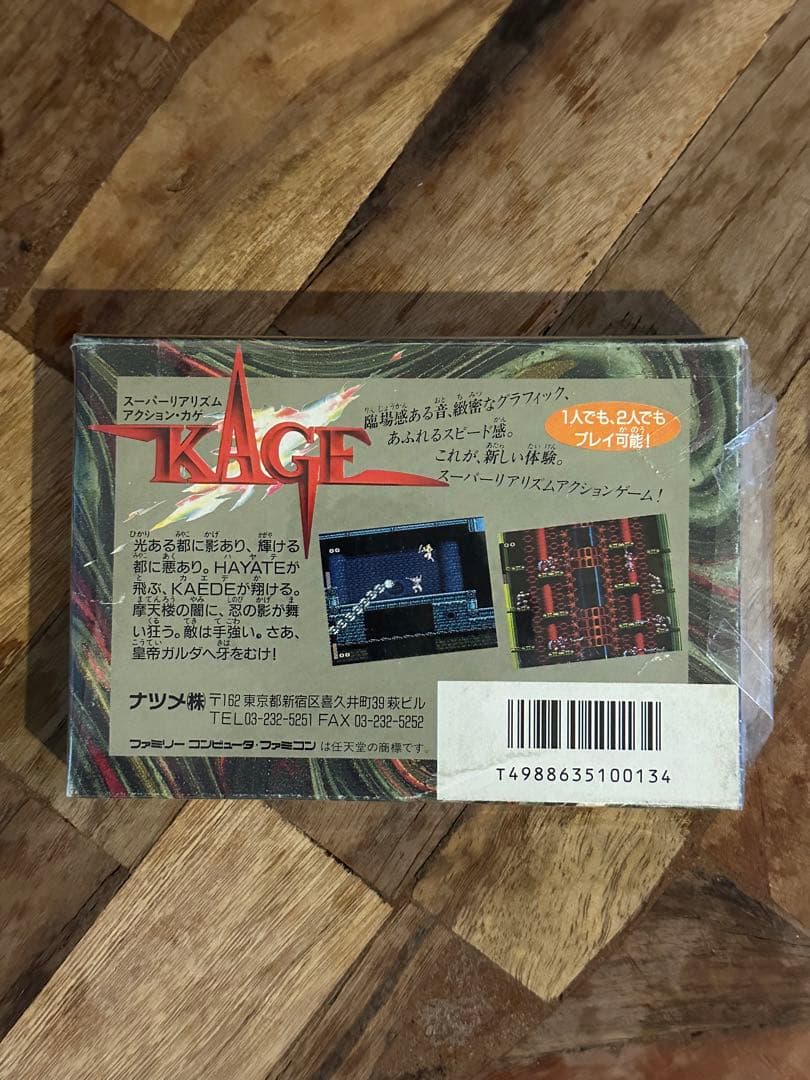 スーパーリアリズム
アクション・カゲ
KAGE
臨場感ある音、緻密なグラフィック、
あふれるスピード感。
これが、新しい体験。
スーパーリアリズムアクションゲーム!
1人でも、2人でも
プレイ可能!
光ある都に影あり、輝ける
都に悪あり。HAYATEが
飛ぶ、KAEDEが翔ける。
摩天楼の闇に、忍の影が舞
い狂う。敵は手強い。さあ、
皇帝ガルダへ牙をむけ!
ナツメ(株) 〒162 東京都新宿区喜久井町39 萩ビル
TEL03-232-5251 FAX 03-232-5252
ファミリー コンピュータ・ファミコン は任天堂の商標です。
T4988635100134